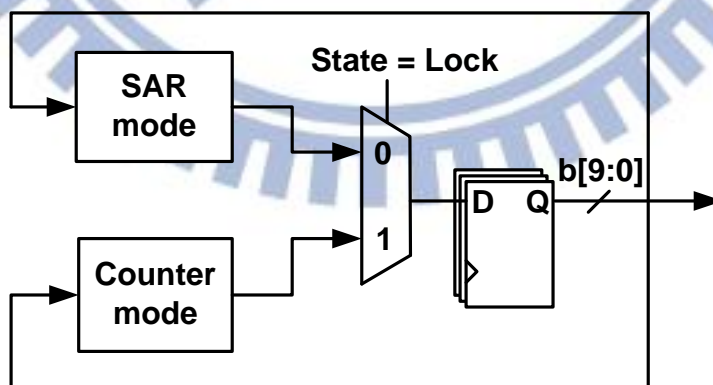 State = Lock
SAR
mode
0
b[9:0]
D Q
1
Counter
mode